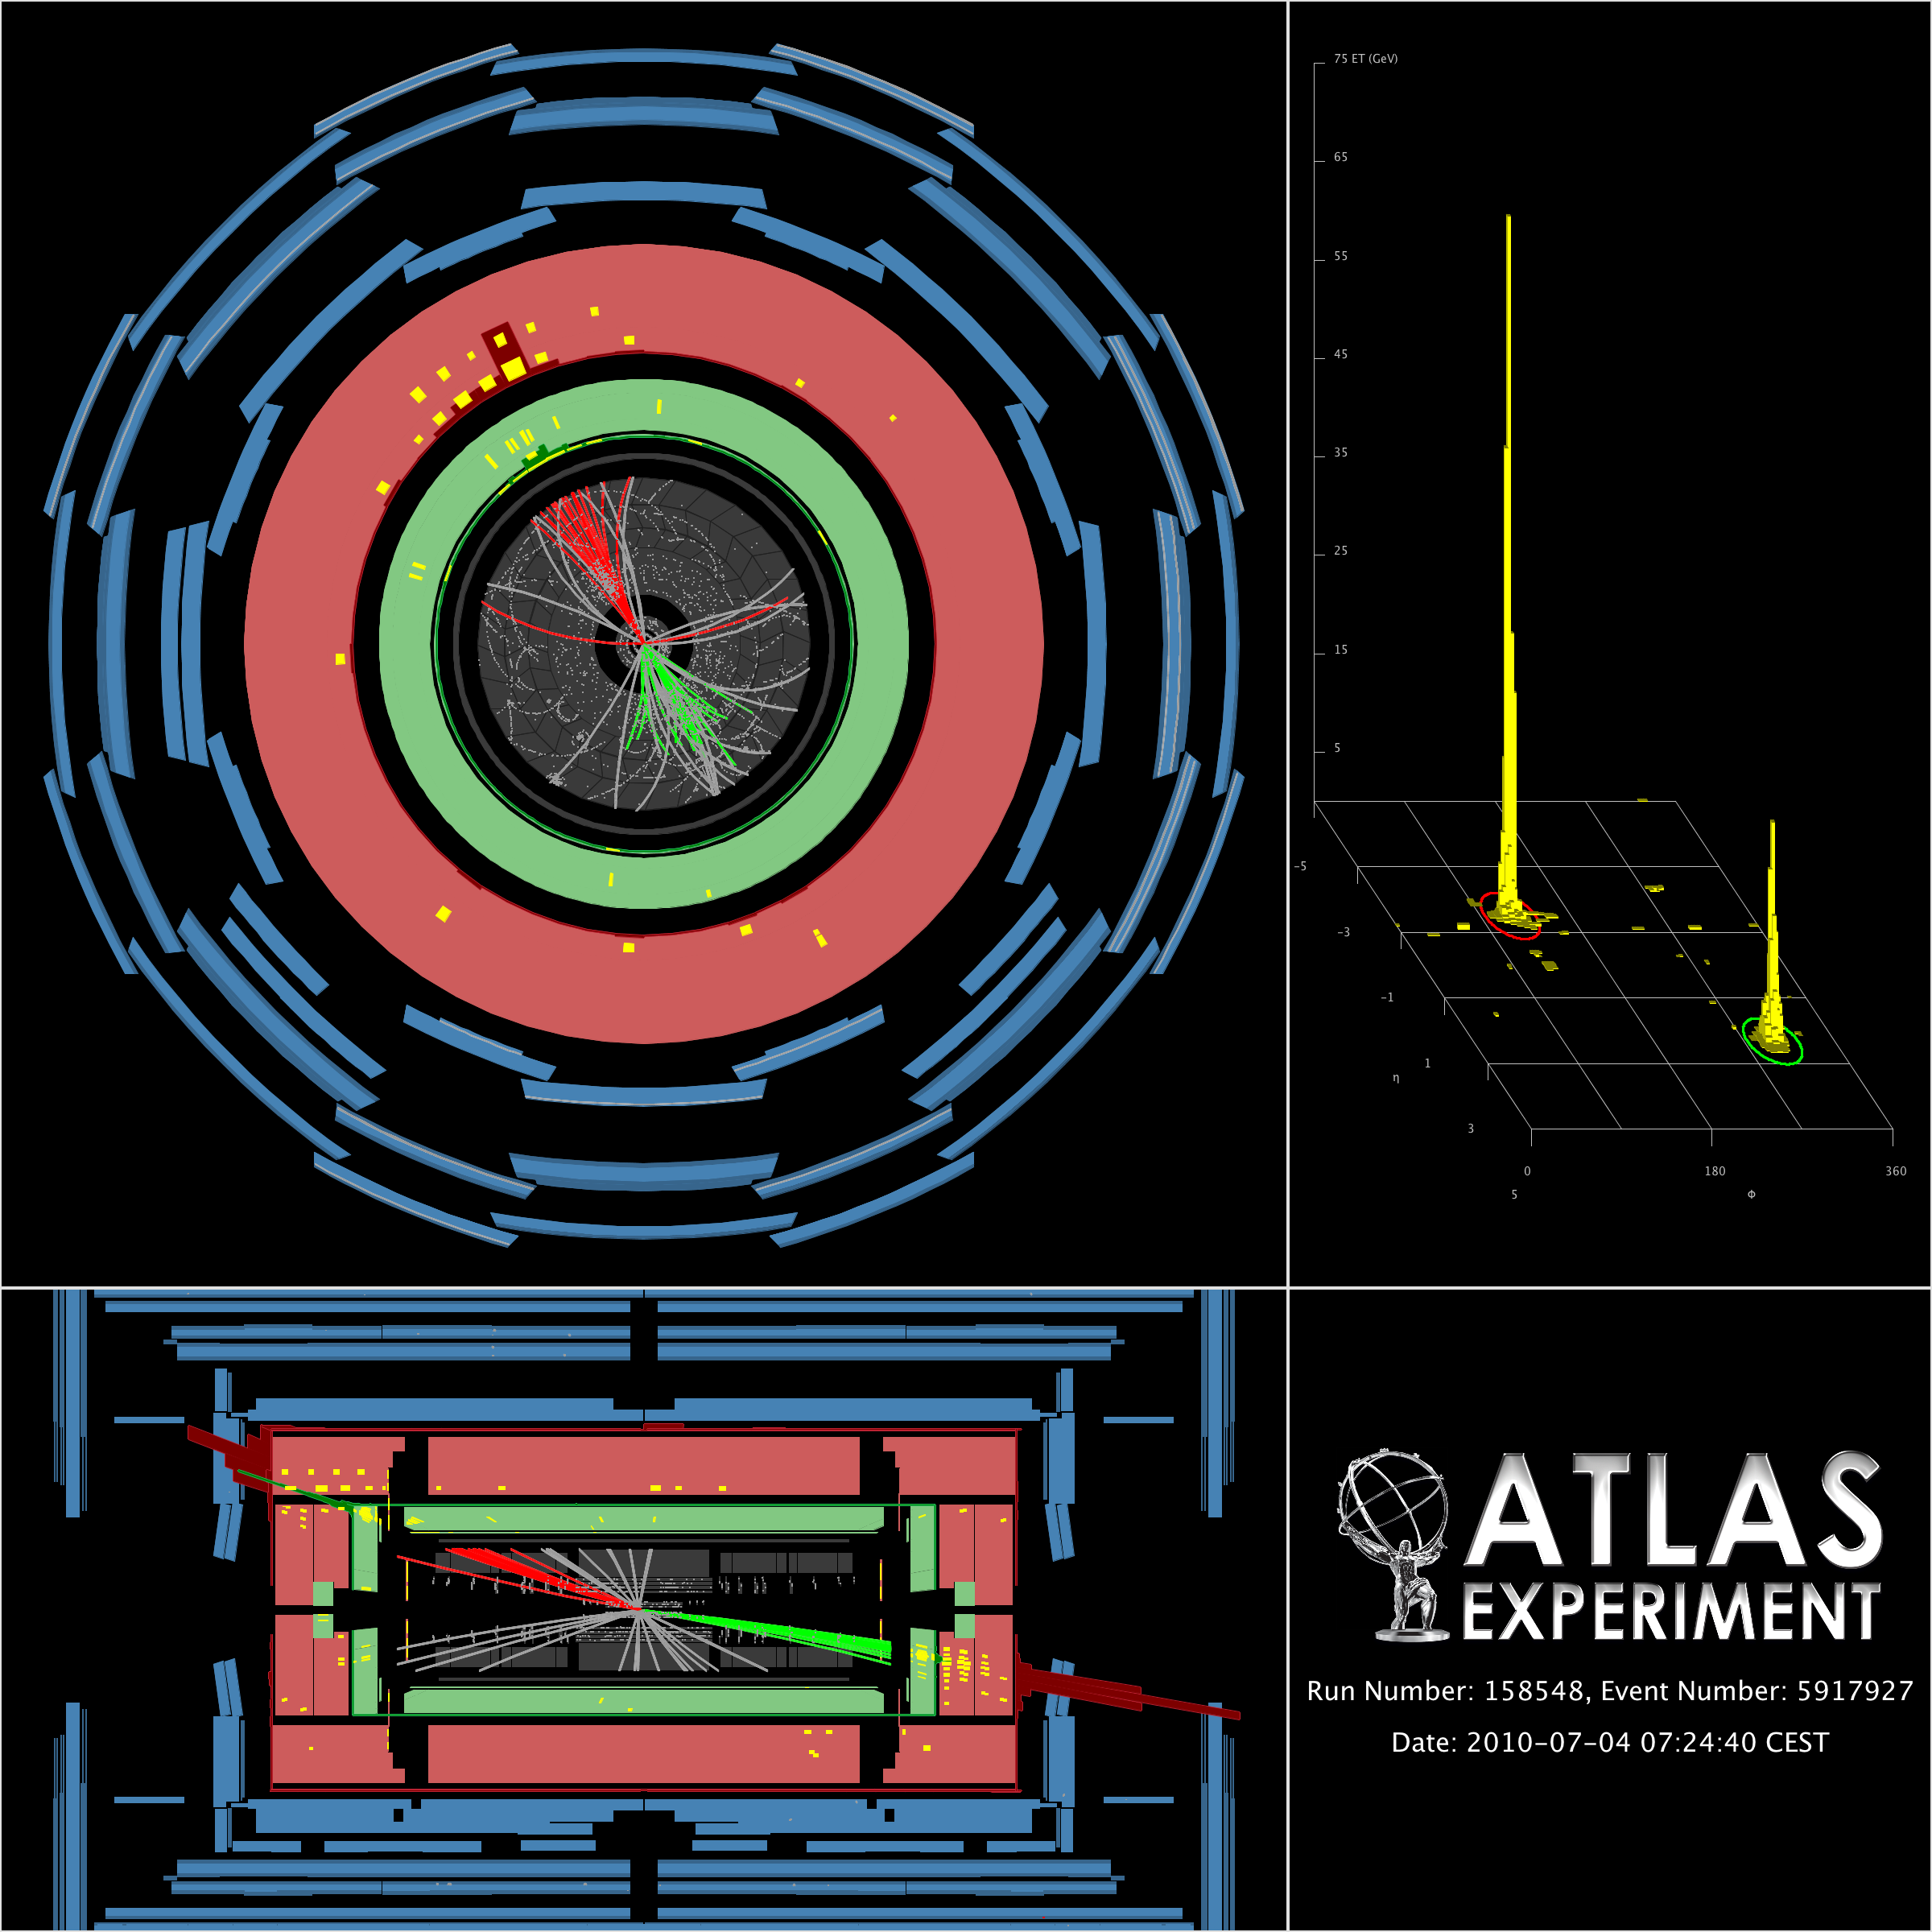 75 ET (GeV)
65
55
45
35
25
15
5
-5
-3
-1
1
η
3
0 180 360
5 Φ
ATLAS
EXPERIMENT
Run Number: 158548, Event Number: 5917927
Date: 2010-07-04 07:24:40 CEST